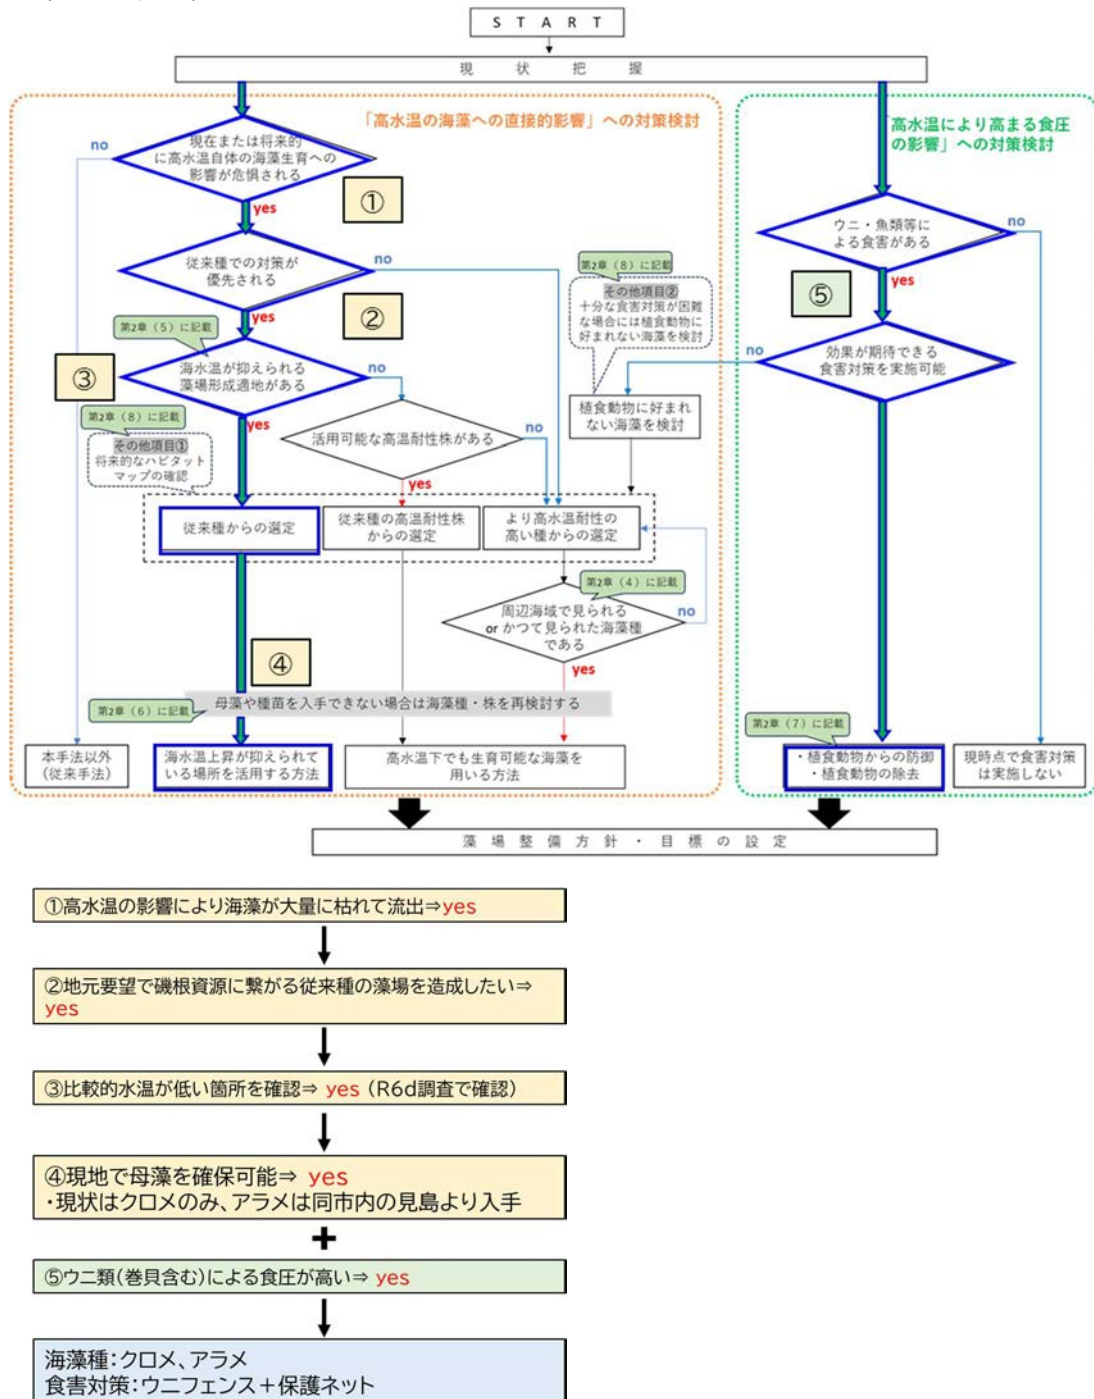 START
現状把握
「高水温の海藻への直接的影響」への対策検討
no
現在または将来的
に高水温自体の海藻生育への
影響が危惧される
①
yes
従来種での対策が
優先される
no
②
yes
第2章（5）に記載
③
海水温が抑えられる
藻場形成適地がある
no
yes
第2章（8）に記載
その他項目①
将来的なハビタット
マップの確認
活用可能な高温耐性株がある
no
yes
従来種からの選定
従来種の高温耐性株
からの選定
より高水温耐性の
高い種からの選定
第2章（4）に記載
周辺海域で見られる
or かつて見られた海藻種
である
no
yes
④
母藻や種苗を入手できない場合は海藻種・株を再検討する
第2章（6）に記載
本手法以外
(従来手法)
海水温上昇が抑えられて
いる場所を活用する方法
高水温下でも生育可能な海藻を
用いる方法
高水温により高まる食圧
の影響」への対策検討
ウニ・魚類等に
よる食害がある
no
yes
⑤
第2章（8）に記載
その他項目②
十分な食害対策が困難
な場合には植食動物に
好まれない海藻を検討
no
効果が期待できる
食害対策を実施可能
植食動物に好まれ
ない海藻を検討
第2章（7）に記載
・植食動物からの防御
・植食動物の除去
現時点で食害対策
は実施しない
藻場整備方針・目標の設定
①高水温の影響により海藻が大量に枯れて流出⇒yes
②地元要望で磯根資源に繋がる従来種の藻場を造成したい⇒
yes
③比較的水温が低い箇所を確認⇒ yes (R6d調査で確認)
④現地で母藻を確保可能⇒ yes
・現状はクロメのみ、アラメは同市内の見島より入手
+
⑤ウニ類(巻貝含む)による食圧が高い⇒ yes
海藻種：クロメ、アラメ
食害対策：ウニフェンス＋保護ネット